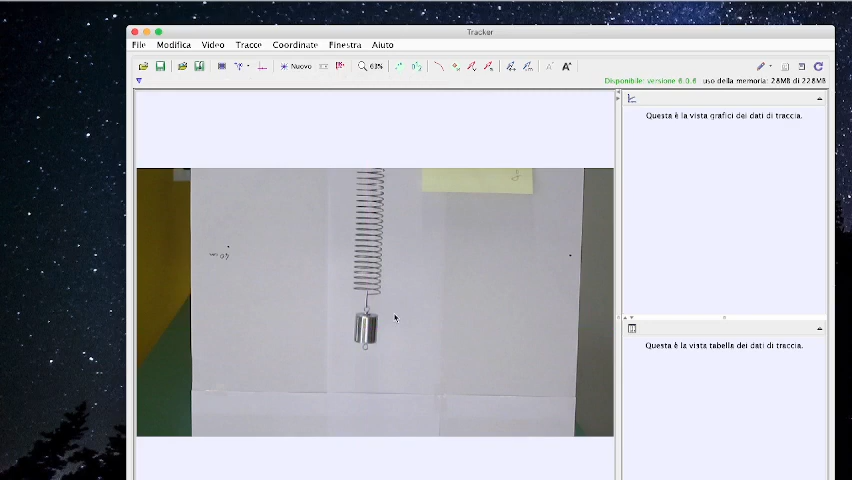 Tracker
File Modifica Video Tracce Coordinate Finestra Aiuto
Nuovo 63%
Disponibile: versione 6.0.6 uso della memoria: 28MB di 228MB
Questa è la vista grafici dei dati di traccia.
Questa è la vista tabella dei dati di traccia.